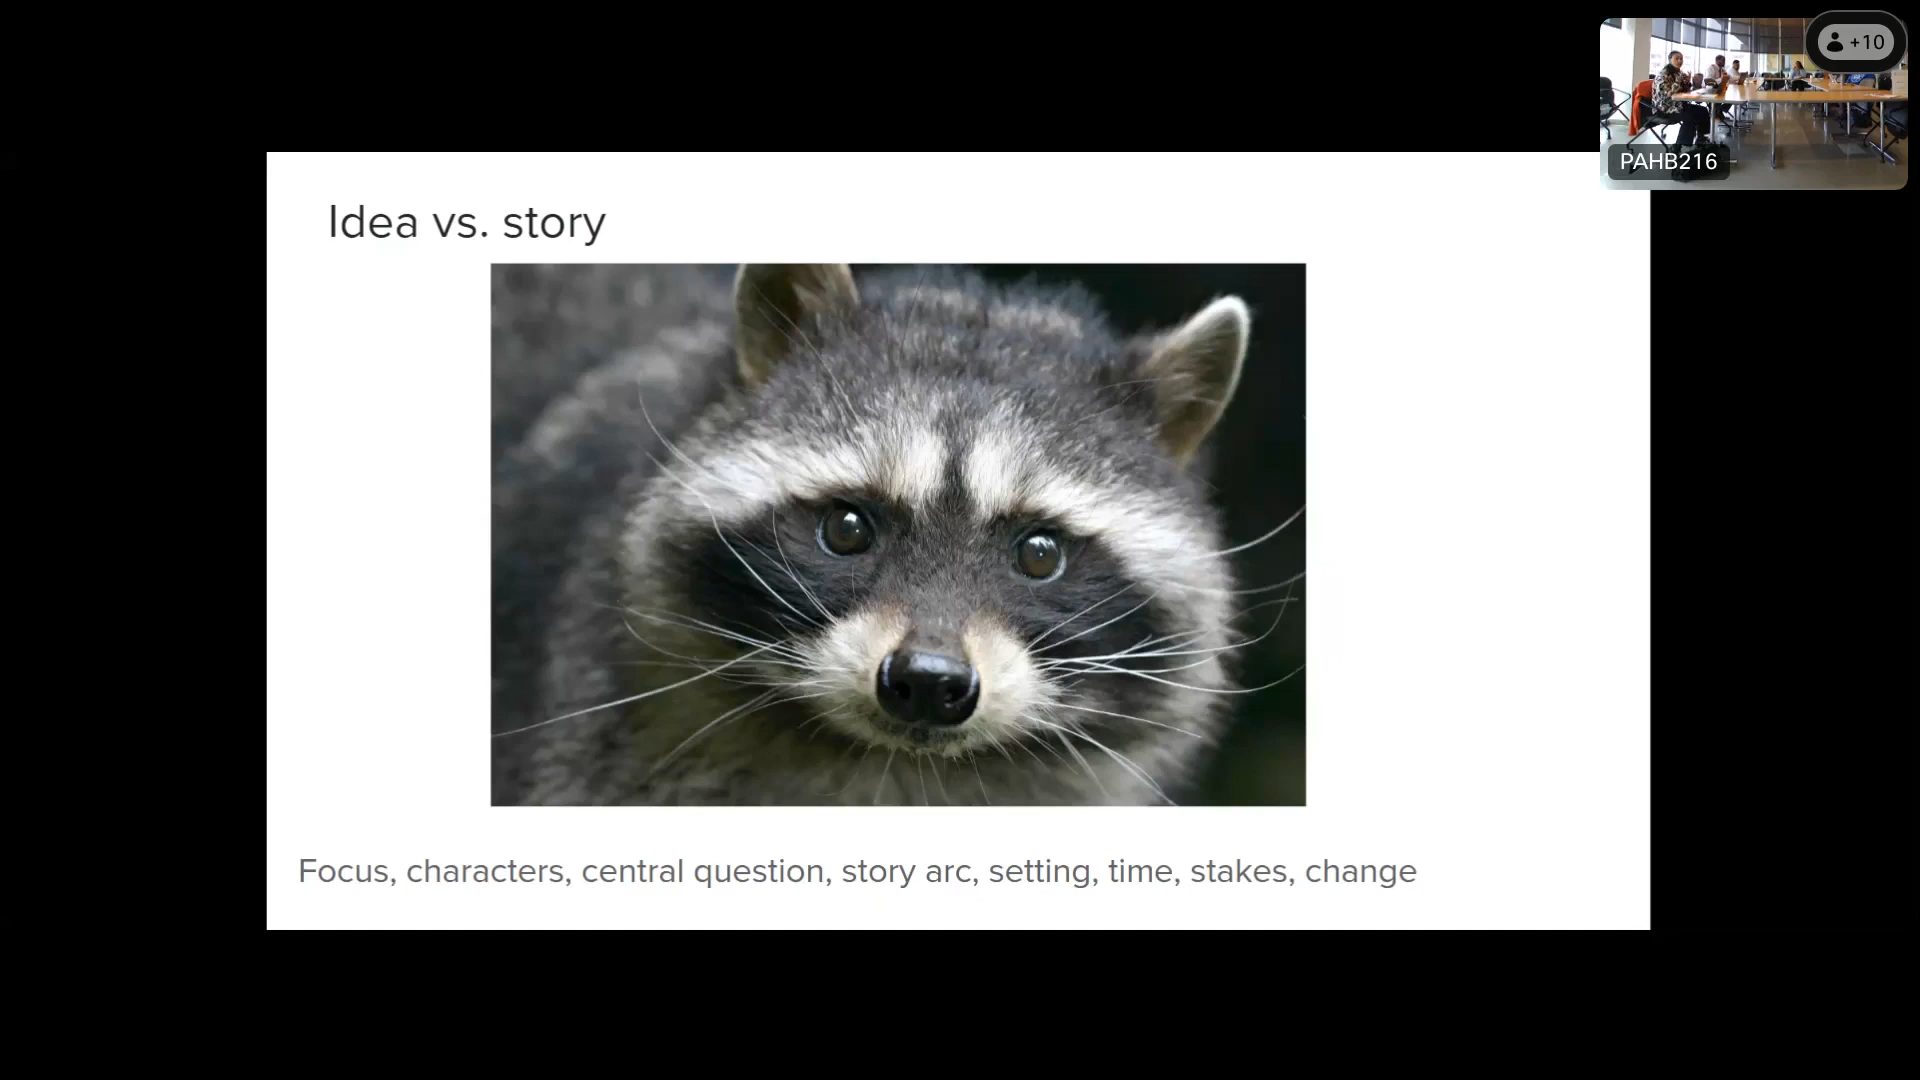 +10
PAHB216
Idea vs. story
Focus, characters, central question, story arc, setting, time, stakes, change